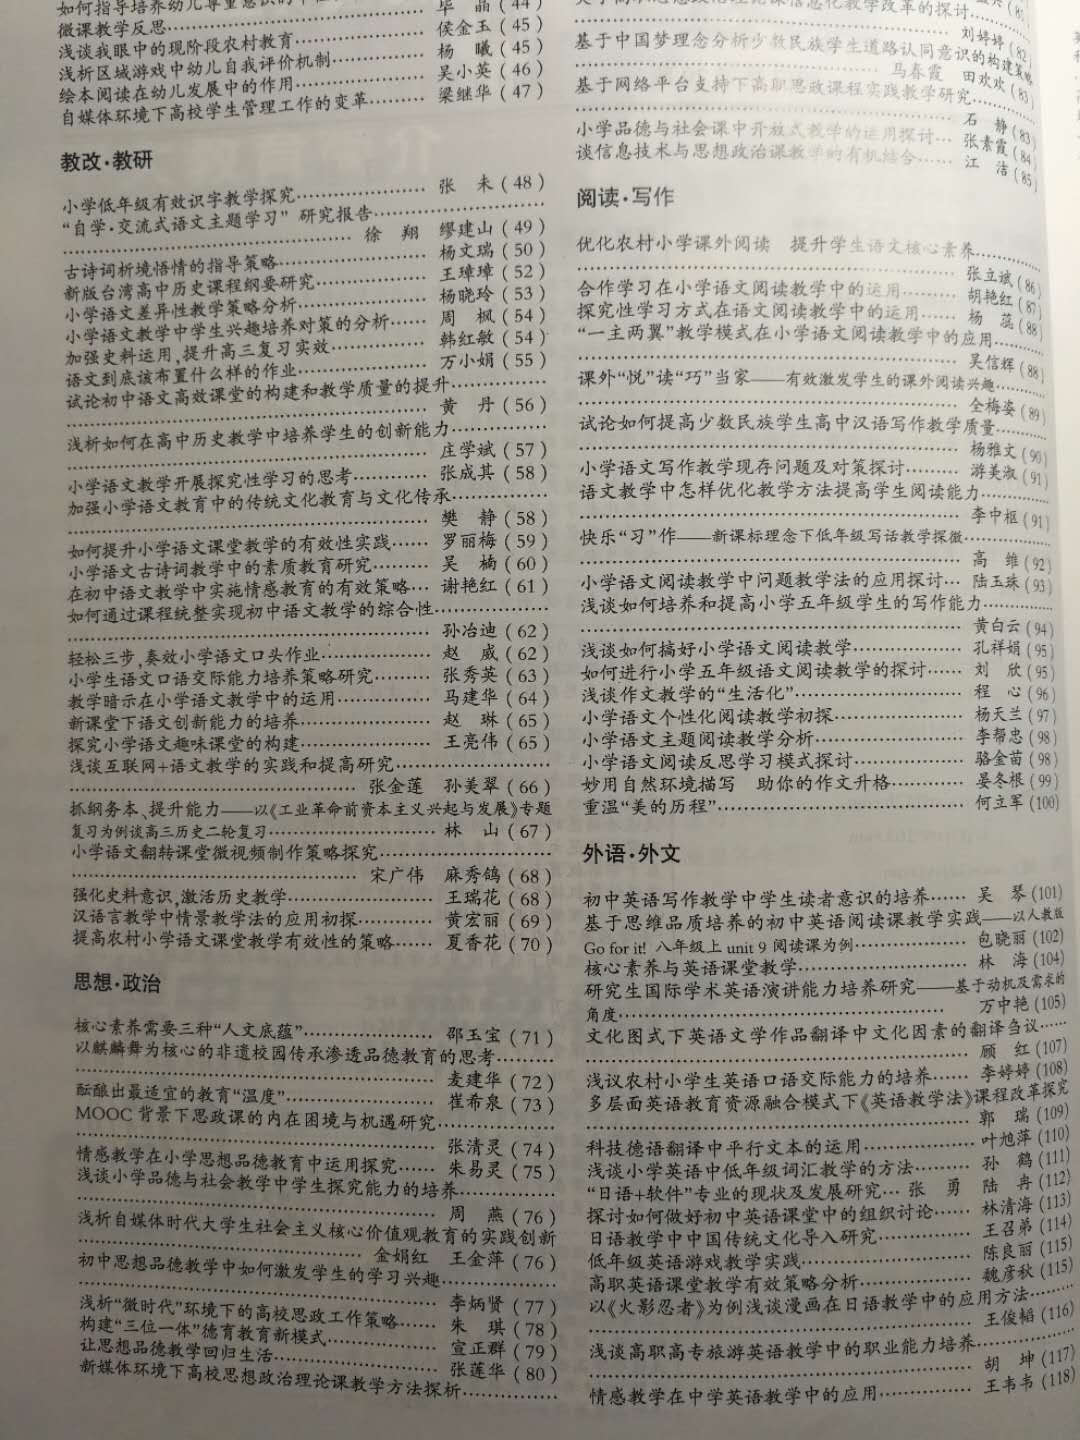 如何指导培养幼儿尊重意识的
毕 晶(44)
微课教学反思……侯金玉(45)
浅谈我眼中的现阶段农村教育……杨 曦(45)
浅析区域游戏中幼儿自我评价机制……吴小英(46)
绘本阅读在幼儿发展中的作用……梁继华(47)
自媒体环境下高校学生管理工作的变革
教改·教研
小学低年级有效识字教学探究……张 未(48)
“自学·交流式语文主题学习”研究报告……
……徐 翔 缪建山(49)
古诗词析境悟情的指导策略……杨文瑞(50)
新版台湾高中历史课程纲要研究……王璋璋(52)
小学语文差异性教学策略分析……杨晓玲(53)
小学语文教学中学生兴趣培养对策的分析……周 枫(54)
加强史料运用,提升高三复习实效……韩红敏(54)
语文到底该布置什么样的作业……万小娟(55)
试论初中语文高效课堂的构建和教学质量的提升……
……黄 丹(56)
浅析如何在高中历史教学中培养学生的创新能力……
……庄学斌(57)
小学语文教学开展探究性学习的思考……张成其(58)
加强小学语文教育中的传统文化教育与文化传承……
……樊 静(58)
如何提升小学语文课堂教学的有效性实践……罗丽梅(59)
小学语文古诗词教学中的素质教育研究……吴 楠(60)
在初中语文教学中实施情感教育的有效策略…谢艳红(61)
如何通过课程统整实现初中语文教学的综合性……
……孙冶迪(62)
轻松三步,奏效小学语文口头作业……赵 威(62)
小学生语文口语交际能力培养策略研究……张秀英(63)
教学暗示在小学语文教学中的运用……马建华(64)
新课堂下语文创新能力的培养……赵 琳(65)
探究小学语文趣味课堂的构建……王亮伟(65)
浅谈互联网+语文教学的实践和提高研究……
……张金莲 孙美翠(66)
抓纲务本、提升能力——以《工业革命前资本主义兴起与发展》专题
复习为例谈高三历史二轮复习……林 山(67)
小学语文翻转课堂微视频制作策略探究……
……宋广伟 麻秀鸽(68)
强化史料意识,激活历史教学……王瑞花(68)
汉语言教学中情景教学法的应用初探……黄宏丽(69)
提高农村小学语文课堂教学有效性的策略……夏香花(70)
思想·政治
核心素养需要三种“人文底蕴”……邵玉宝(71)
以麒麟舞为核心的非遗校园传承渗透品德教育的思考……
……麦建华(72)
酝酿出最适宜的教育“温度”……崔希泉(73)
MOOC背景下思政课的内在困境与机遇研究……
……张清灵(74)
情感教学在小学思想品德教育中运用探究……朱易灵(75)
浅谈小学品德与社会教学中学生探究能力的培养……
……周 燕(76)
浅析自媒体时代大学生社会主义核心价值观教育的实践创新
……金娟红 王金萍(76)
初中思想品德教学中如何激发学生的学习兴趣……
……李炳贤(77)
浅析“微时代”环境下的高校思政工作策略……朱 琪(78)
构建“三位一体”德育教育新模式……宣正群(79)
让思想品德教学回归生活……张莲华(80)
新媒体环境下高校思想政治理论课教学方法探析……
信息化教学改革的探讨……
……刘婷婷(82)
基于中国梦理念分析少数民族学生道路认同意识的构建策略
……马春霞 田欢欢(83)
基于网络平台支持下高职思政课程实践教学研究……
……石 静(83)
小学品德与社会课中开放式教学的运用探讨…张素霞(84)
谈信息技术与思想政治课教学的有机结合……江 洁(85)
阅读·写作
优化农村小学课外阅读 提升学生语文核心素养……
……张立斌(86)
合作学习在小学语文阅读教学中的运用……胡艳红(87)
探究性学习方式在语文阅读教学中的运用……杨 蕊(88)
“一主两翼”教学模式在小学语文阅读教学中的应用……
……吴信辉(88)
课外“悦”读“巧”当家——有效激发学生的课外阅读兴趣……
……全梅姿(89)
试论如何提高少数民族学生高中汉语写作教学质量……
……杨雅文(90)
小学语文写作教学现存问题及对策探讨……游美淑(91)
语文教学中怎样优化教学方法提高学生阅读能力……
……李中枢(91)
快乐“习”作——新课标理念下低年级写话教学探微……
……高 维(92)
小学语文阅读教学中问题教学法的应用探讨…陆玉珠(93)
浅谈如何培养和提高小学五年级学生的写作能力……
……黄白云(94)
浅谈如何搞好小学语文阅读教学……孔祥娟(95)
如何进行小学五年级语文阅读教学的探讨……刘 欣(95)
浅谈作文教学的“生活化”……程 心(96)
小学语文个性化阅读教学初探……杨天兰(97)
小学语文主题阅读教学分析……李帮忠(98)
小学语文阅读反思学习模式探讨……骆金苗(98)
妙用自然环境描写 助你的作文升格……晏冬根(99)
重温“美的历程”……何立军(100)
外语·外文
初中英语写作教学中学生读者意识的培养……吴 琴(101)
基于思维品质培养的初中英语阅读课教学实践——以人教版
Go for it! 八年级上 unit 9 阅读课为例……包晓丽(102)
核心素养与英语课堂教学……林 海(104)
研究生国际学术英语演讲能力培养研究——基于动机及需求的
角度……万中艳(105)
文化图式下英语文学作品翻译中文化因素的翻译刍议……
……顾 红(107)
浅议农村小学生英语口语交际能力的培养……李婷婷(108)
多层面英语教育资源融合模式下《英语教学法》课程改革探究
……郭 瑞(109)
科技德语翻译中平行文本的运用……叶旭萍(110)
浅谈小学英语中低年级词汇教学的方法……孙 鹤(111)
“日语+软件”专业的现状及发展研究…张 勇 陆 冉(112)
探讨如何做好初中英语课堂中的组织讨论……林清海(113)
日语教学中中国传统文化导入研究……王召弟(114)
低年级英语游戏教学实践……陈良丽(115)
高职英语课堂教学有效策略分析……魏彦秋(115)
以《火影忍者》为例浅谈漫画在日语教学中的应用方法……
……王俊韬(116)
浅谈高职高专旅游英语教学中的职业能力培养……
……胡 坤(117)
情感教学在中学英语教学中的应用……王韦韦(118)